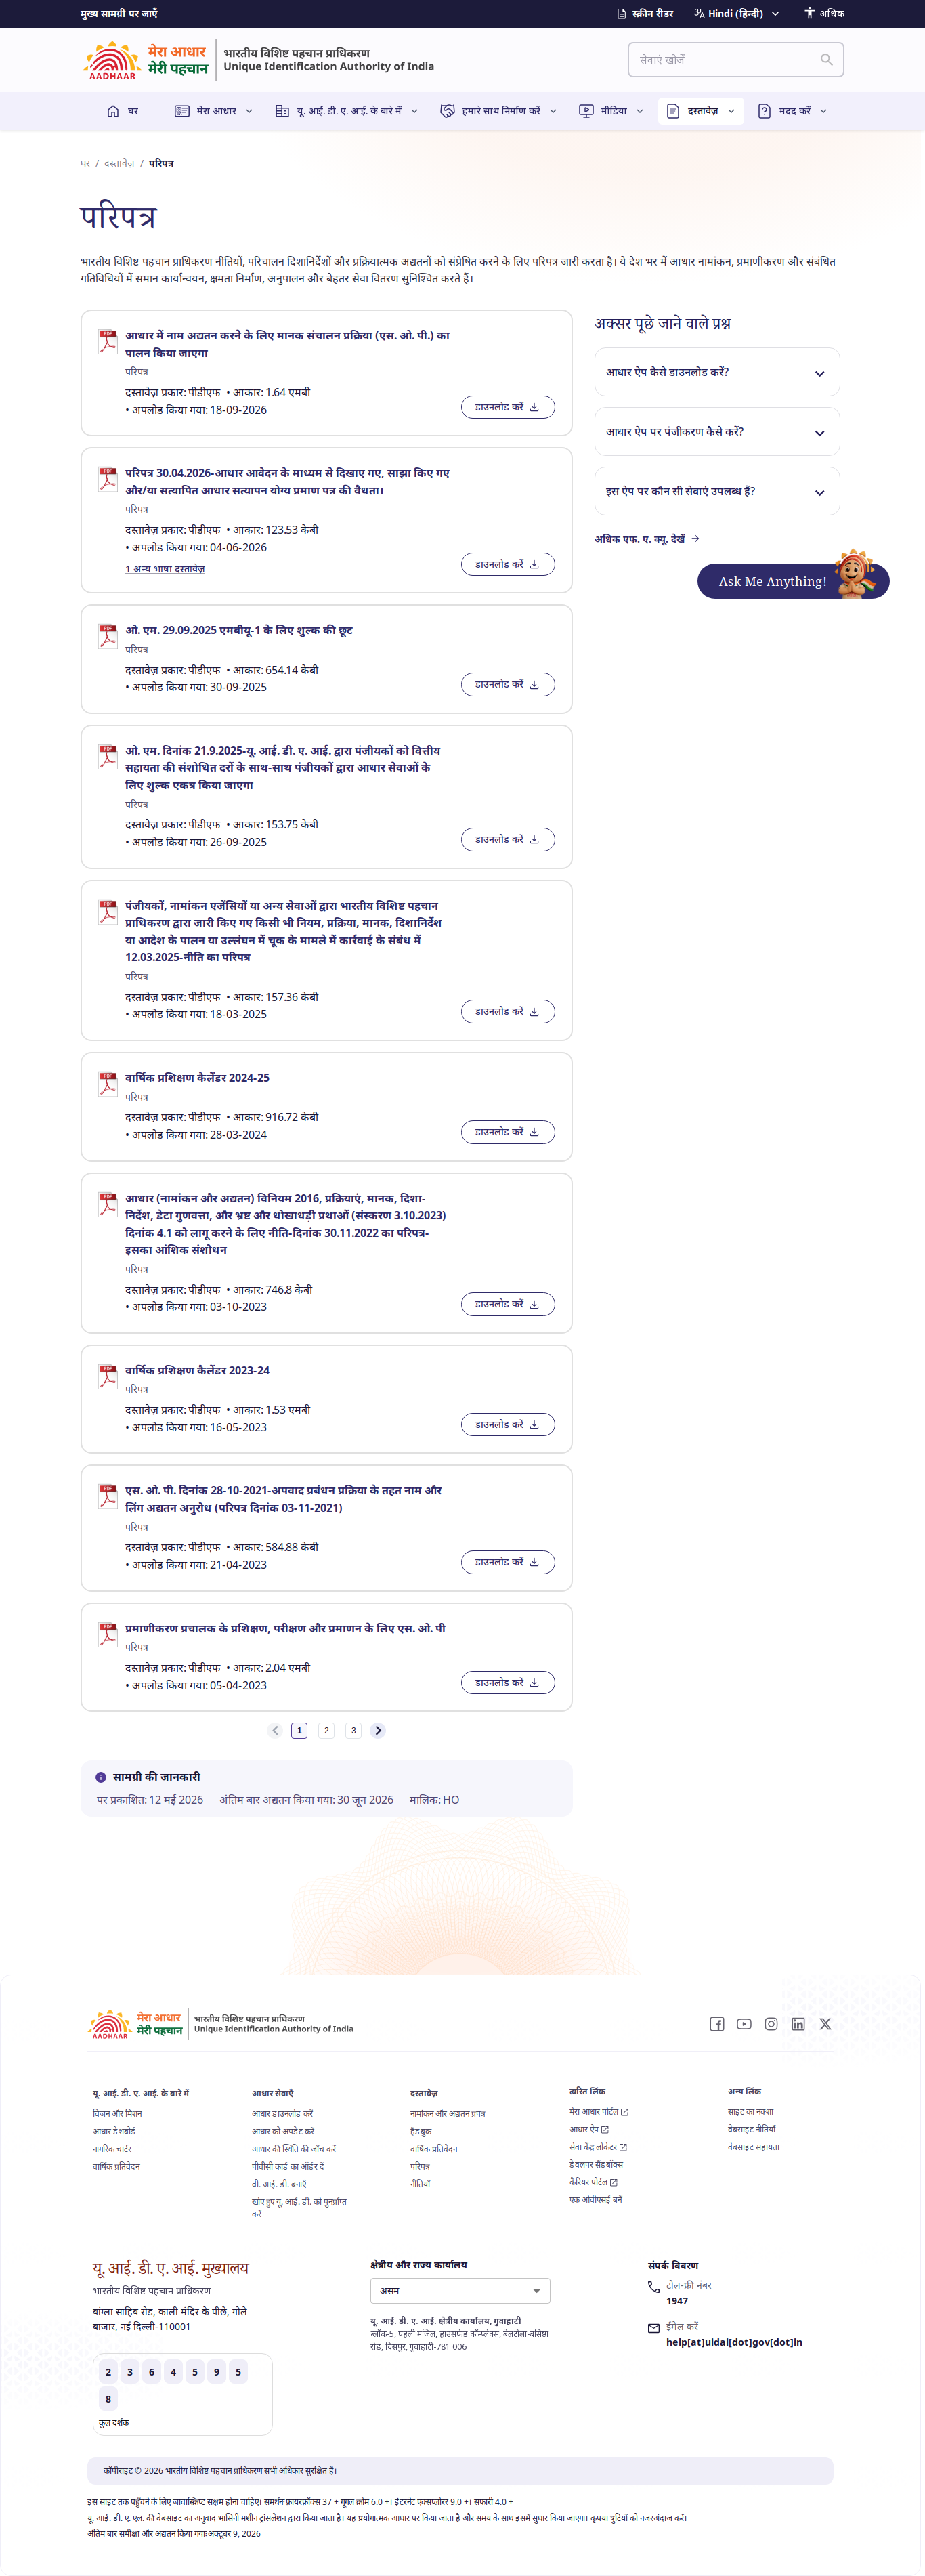 मुख्य सामग्री पर जाएँ
स्क्रीन रीडर
Hindi (हिन्दी)
अधिक
AADHAAR
मेरा आधार
मेरी पहचान
भारतीय विशिष्ट पहचान प्राधिकरण
Unique Identification Authority of India
सेवाएं खोजें
घर
मेरा आधार
यू. आई. डी. ए. आई. के बारे में
हमारे साथ निर्माण करें
मीडिया
दस्तावेज़
मदद करें
घर / दस्तावेज़ / परिपत्र
परिपत्र
भारतीय विशिष्ट पहचान प्राधिकरण नीतियों, परिचालन दिशानिर्देशों और प्रक्रियात्मक अद्यतनों को संप्रेषित करने के लिए परिपत्र जारी करता है। ये देश भर में आधार नामांकन, प्रमाणीकरण और संबंधित
गतिविधियों में समान कार्यान्वयन, क्षमता निर्माण, अनुपालन और बेहतर सेवा वितरण सुनिश्चित करते हैं।
आधार में नाम अद्यतन करने के लिए मानक संचालन प्रक्रिया (एस. ओ. पी.) का
पालन किया जाएगा
परिपत्र
दस्तावेज़ प्रकार: पीडीएफ • आकार: 1.64 एमबी
• अपलोड किया गया: 18-09-2026
डाउनलोड करें
परिपत्र 30.04.2026-आधार आवेदन के माध्यम से दिखाए गए, साझा किए गए
और/या सत्यापित आधार सत्यापन योग्य प्रमाण पत्र की वैधता।
परिपत्र
दस्तावेज़ प्रकार: पीडीएफ • आकार: 123.53 केबी
• अपलोड किया गया: 04-06-2026
1 अन्य भाषा दस्तावेज़
डाउनलोड करें
ओ. एम. 29.09.2025 एमबीयू-1 के लिए शुल्क की छूट
परिपत्र
दस्तावेज़ प्रकार: पीडीएफ • आकार: 654.14 केबी
• अपलोड किया गया: 30-09-2025
डाउनलोड करें
ओ. एम. दिनांक 21.9.2025-यू. आई. डी. ए. आई. द्वारा पंजीयकों को वित्तीय
सहायता की संशोधित दरों के साथ-साथ पंजीयकों द्वारा आधार सेवाओं के
लिए शुल्क एकत्र किया जाएगा
परिपत्र
दस्तावेज़ प्रकार: पीडीएफ • आकार: 153.75 केबी
• अपलोड किया गया: 26-09-2025
डाउनलोड करें
पंजीयकों, नामांकन एजेंसियों या अन्य सेवाओं द्वारा भारतीय विशिष्ट पहचान
प्राधिकरण द्वारा जारी किए गए किसी भी नियम, प्रक्रिया, मानक, दिशानिर्देश
या आदेश के पालन या उल्लंघन में चूक के मामले में कार्रवाई के संबंध में
12.03.2025-नीति का परिपत्र
परिपत्र
दस्तावेज़ प्रकार: पीडीएफ • आकार: 157.36 केबी
• अपलोड किया गया: 18-03-2025
डाउनलोड करें
वार्षिक प्रशिक्षण कैलेंडर 2024-25
परिपत्र
दस्तावेज़ प्रकार: पीडीएफ • आकार: 916.72 केबी
• अपलोड किया गया: 28-03-2024
डाउनलोड करें
आधार (नामांकन और अद्यतन) विनियम 2016, प्रक्रियाएं, मानक, दिशा-
निर्देश, डेटा गुणवत्ता, और भ्रष्ट और धोखाधड़ी प्रथाओं (संस्करण 3.10.2023)
दिनांक 4.1 को लागू करने के लिए नीति-दिनांक 30.11.2022 का परिपत्र-
इसका आंशिक संशोधन
परिपत्र
दस्तावेज़ प्रकार: पीडीएफ • आकार: 746.8 केबी
• अपलोड किया गया: 03-10-2023
डाउनलोड करें
वार्षिक प्रशिक्षण कैलेंडर 2023-24
परिपत्र
दस्तावेज़ प्रकार: पीडीएफ • आकार: 1.53 एमबी
• अपलोड किया गया: 16-05-2023
डाउनलोड करें
एस. ओ. पी. दिनांक 28-10-2021-अपवाद प्रबंधन प्रक्रिया के तहत नाम और
लिंग अद्यतन अनुरोध (परिपत्र दिनांक 03-11-2021)
परिपत्र
दस्तावेज़ प्रकार: पीडीएफ • आकार: 584.88 केबी
• अपलोड किया गया: 21-04-2023
डाउनलोड करें
प्रमाणीकरण प्रचालक के प्रशिक्षण, परीक्षण और प्रमाणन के लिए एस. ओ. पी
परिपत्र
दस्तावेज़ प्रकार: पीडीएफ • आकार: 2.04 एमबी
• अपलोड किया गया: 05-04-2023
डाउनलोड करें
1 2 3
सामग्री की जानकारी
पर प्रकाशित: 12 मई 2026 अंतिम बार अद्यतन किया गया: 30 जून 2026 मालिक: HO
अक्सर पूछे जाने वाले प्रश्न
आधार ऐप कैसे डाउनलोड करें?
आधार ऐप पर पंजीकरण कैसे करें?
इस ऐप पर कौन सी सेवाएं उपलब्ध हैं?
अधिक एफ. ए. क्यू. देखें
Ask Me Anything!
AADHAAR
मेरा आधार
मेरी पहचान
भारतीय विशिष्ट पहचान प्राधिकरण
Unique Identification Authority of India
यू. आई. डी. ए. आई. के बारे में
विजन और मिशन
आधार डैशबोर्ड
नागरिक चार्टर
वार्षिक प्रतिवेदन
आधार सेवाएँ
आधार डाउनलोड करें
आधार को अपडेट करें
आधार की स्थिति की जाँच करें
पीवीसी कार्ड का ऑर्डर दें
वी. आई. डी. बनाएँ
खोए हुए यू. आई. डी. को पुनर्प्राप्त
करें
दस्तावेज़
नामांकन और अद्यतन प्रपत्र
हैंडबुक
वार्षिक प्रतिवेदन
परिपत्र
नीतियाँ
त्वरित लिंक
मेरा आधार पोर्टल
आधार ऐप
सेवा केंद्र लोकेटर
डेवलपर सैंडबॉक्स
कैरियर पोर्टल
एक ओवीएसई बनें
अन्य लिंक
साइट का नक्शा
वेबसाइट नीतियाँ
वेबसाइट सहायता
यू. आई. डी. ए. आई. मुख्यालय
भारतीय विशिष्ट पहचान प्राधिकरण
बांग्ला साहिब रोड, काली मंदिर के पीछे, गोले
बाजार, नई दिल्ली-110001
2 3 6 4 5 9 5
8
कुल दर्शक
क्षेत्रीय और राज्य कार्यालय
असम
यू. आई. डी. ए. आई. क्षेत्रीय कार्यालय, गुवाहाटी
ब्लॉक-5, पहली मंजिल, हाउसफेड कॉम्प्लेक्स, बेलटोला-बसिष्ठा
रोड, दिसपुर, गुवाहाटी-781 006
संपर्क विवरण
टोल-फ्री नंबर
1947
ईमेल करें
help[at]uidai[dot]gov[dot]in
कॉपीराइट © 2026 भारतीय विशिष्ट पहचान प्राधिकरण सभी अधिकार सुरक्षित हैं।
इस साइट तक पहुँचने के लिए जावास्क्रिप्ट सक्षम होना चाहिए। समर्थनः फ़ायरफ़ॉक्स 37 + गूगल क्रोम 6.0 +। इंटरनेट एक्सप्लोरर 9.0 +। सफारी 4.0 +
यू. आई. डी. ए. एल. की वेबसाइट का अनुवाद भासिनी मशीन ट्रांसलेशन द्वारा किया जाता है। यह प्रयोगात्मक आधार पर किया जाता है और समय के साथ इसमें सुधार किया जाएगा। कृपया त्रुटियों को नजरअंदाज करें।
अंतिम बार समीक्षा और अद्यतन किया गयाः अक्टूबर 9, 2026